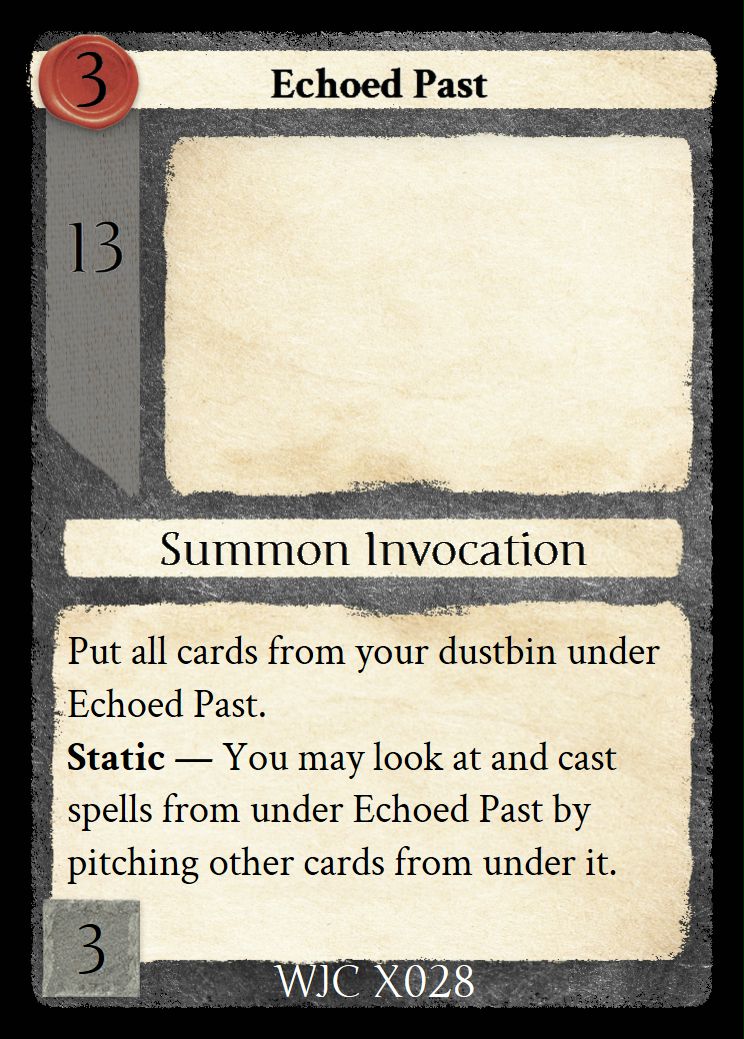 3
Echoed Past
13
Summon Invocation
Put all cards from your dustbin under
Echoed Past.
Static — You may look at and cast
spells from under Echoed Past by
pitching other cards from under it.
3
WJC X028